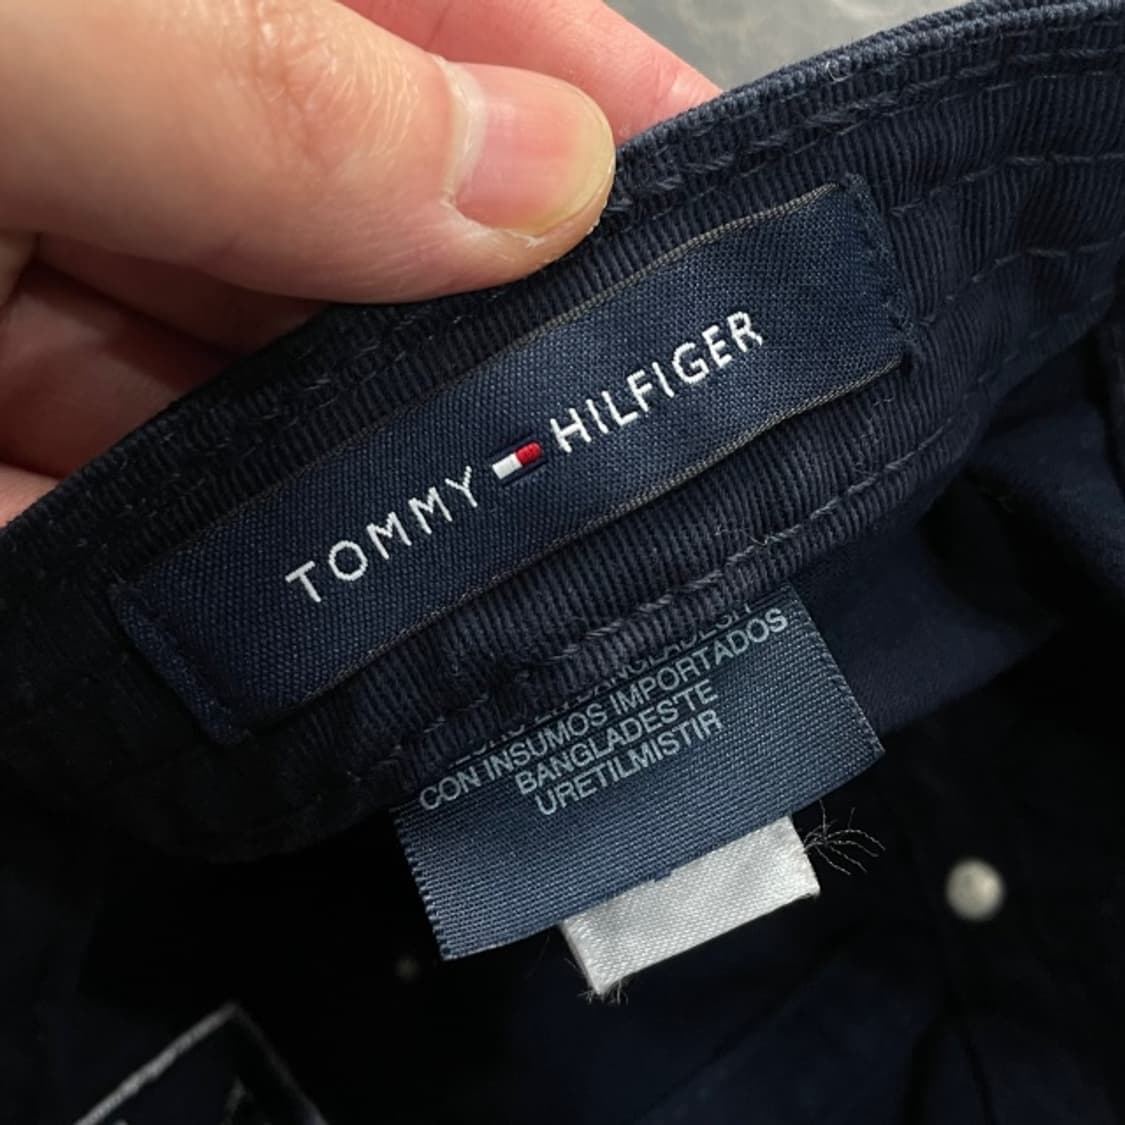 TOMMY HILFIGER
CON INSUMOS IMPORTADOS
BANGLADES'TE
URETILMISTIR